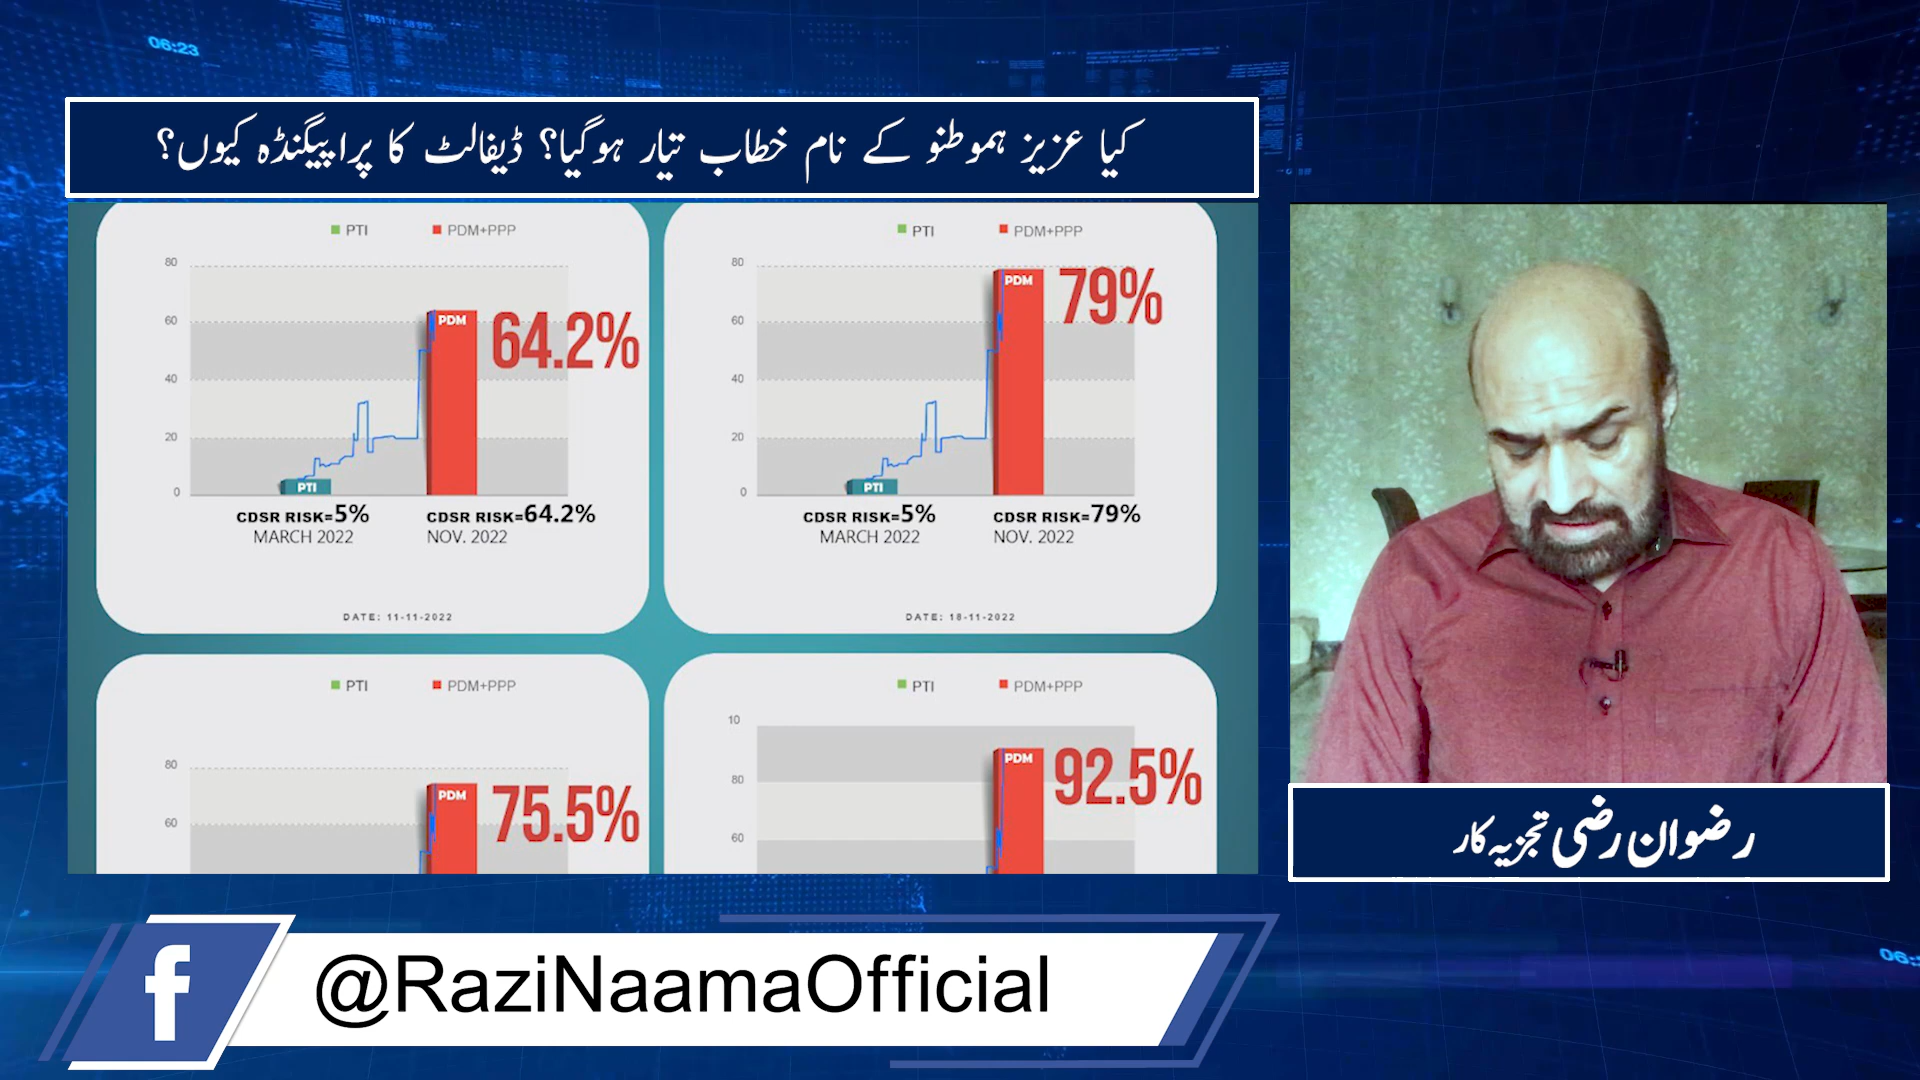 06:23
کیا عزیز ہموطنو کے نام خطاب تیار ہوگیا؟ ڈیفالٹ کا پراپیگنڈہ کیوں؟
PTI PDM+PPP
80
60
40
20
0
PDM
64.2%
PTI
CDSR RISK=5% CDSR RISK=64.2%
MARCH 2022 NOV. 2022
DATE: 11-11-2022
PTI PDM+PPP
80
60
40
20
0
PDM
79%
PTI
CDSR RISK=5% CDSR RISK=79%
MARCH 2022 NOV. 2022
DATE: 18-11-2022
PTI PDM+PPP
80
60
PDM
75.5%
PTI PDM+PPP
10
80
60
PDM
92.5%
رضوان رضی تجزیہ کار
f @RaziNaamaOfficial